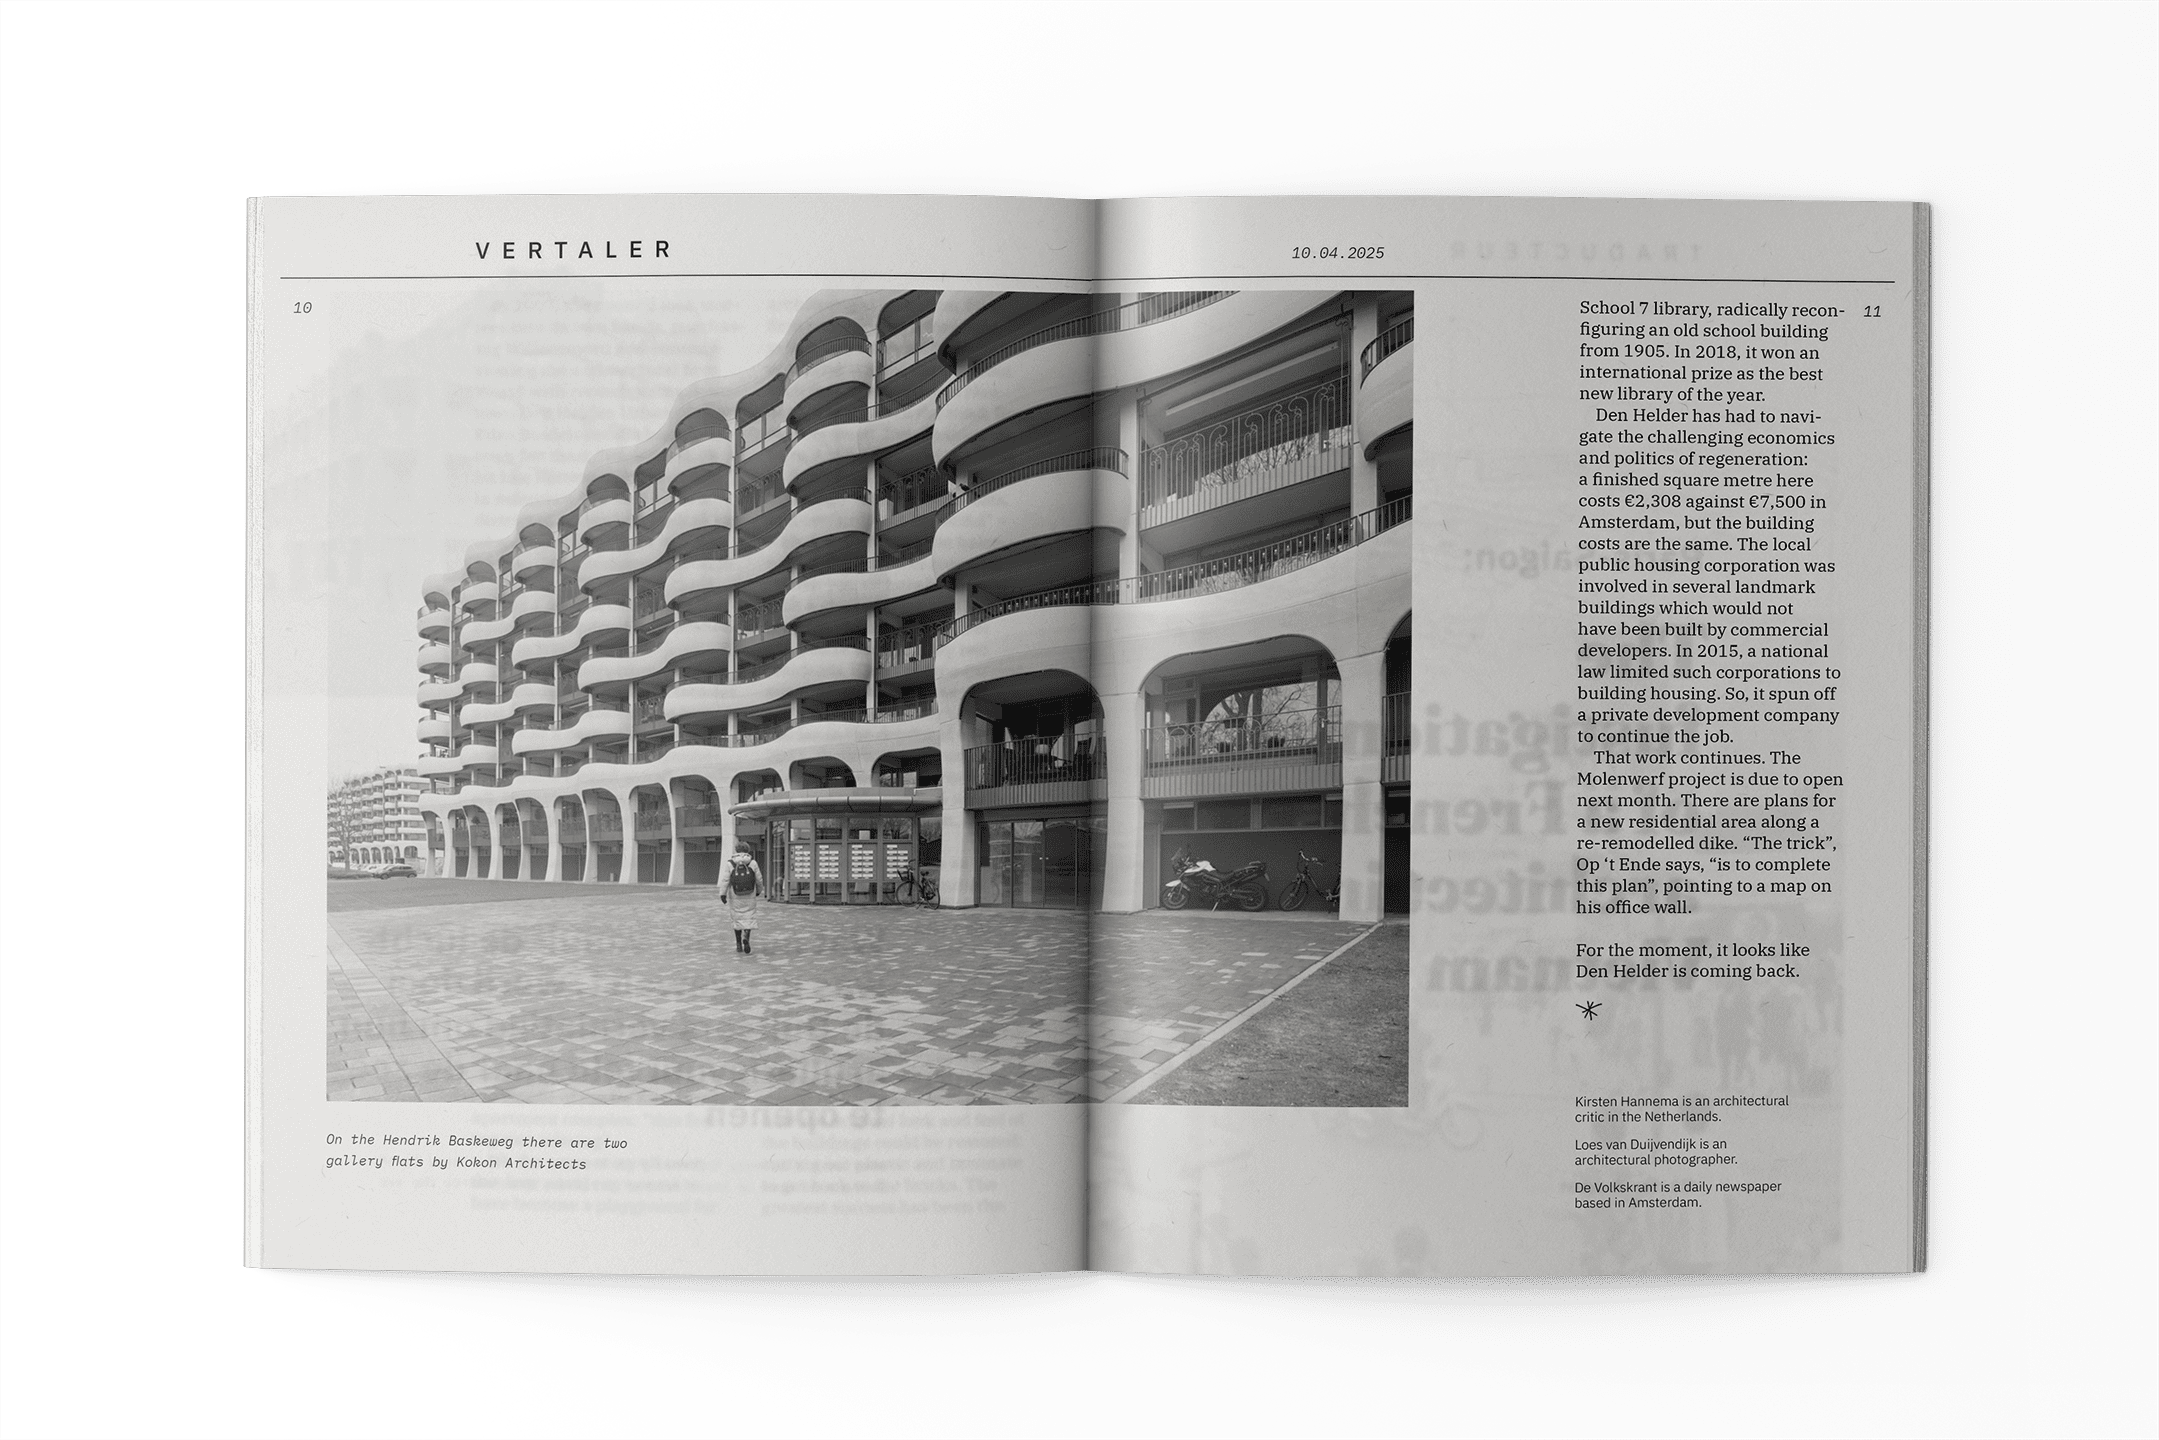 VERTALER
10.04.2025
10
11
School 7 library, radically recon-
figuring an old school building
from 1905. In 2018, it won an
international prize as the best
new library of the year.
Den Helder has had to navi-
gate the challenging economics
and politics of regeneration:
a finished square metre here
costs €2,308 against €7,500 in
Amsterdam, but the building
costs are the same. The local
public housing corporation was
involved in several landmark
buildings which would not
have been built by commercial
developers. In 2015, a national
law limited such corporations to
building housing. So, it spun off
a private development company
to continue the job.
That work continues. The
Molenwerf project is due to open
next month. There are plans for
a new residential area along a
re-remodelled dike. “The trick”,
Op ‘t Ende says, “is to complete
this plan”, pointing to a map on
his office wall.
For the moment, it looks like
Den Helder is coming back.
Kirsten Hannema is an architectural
critic in the Netherlands.
Loes van Duijvendijk is an
architectural photographer.
De Volkskrant is a daily newspaper
based in Amsterdam.
On the Hendrik Baskeweg there are two
gallery flats by Kokon Architects